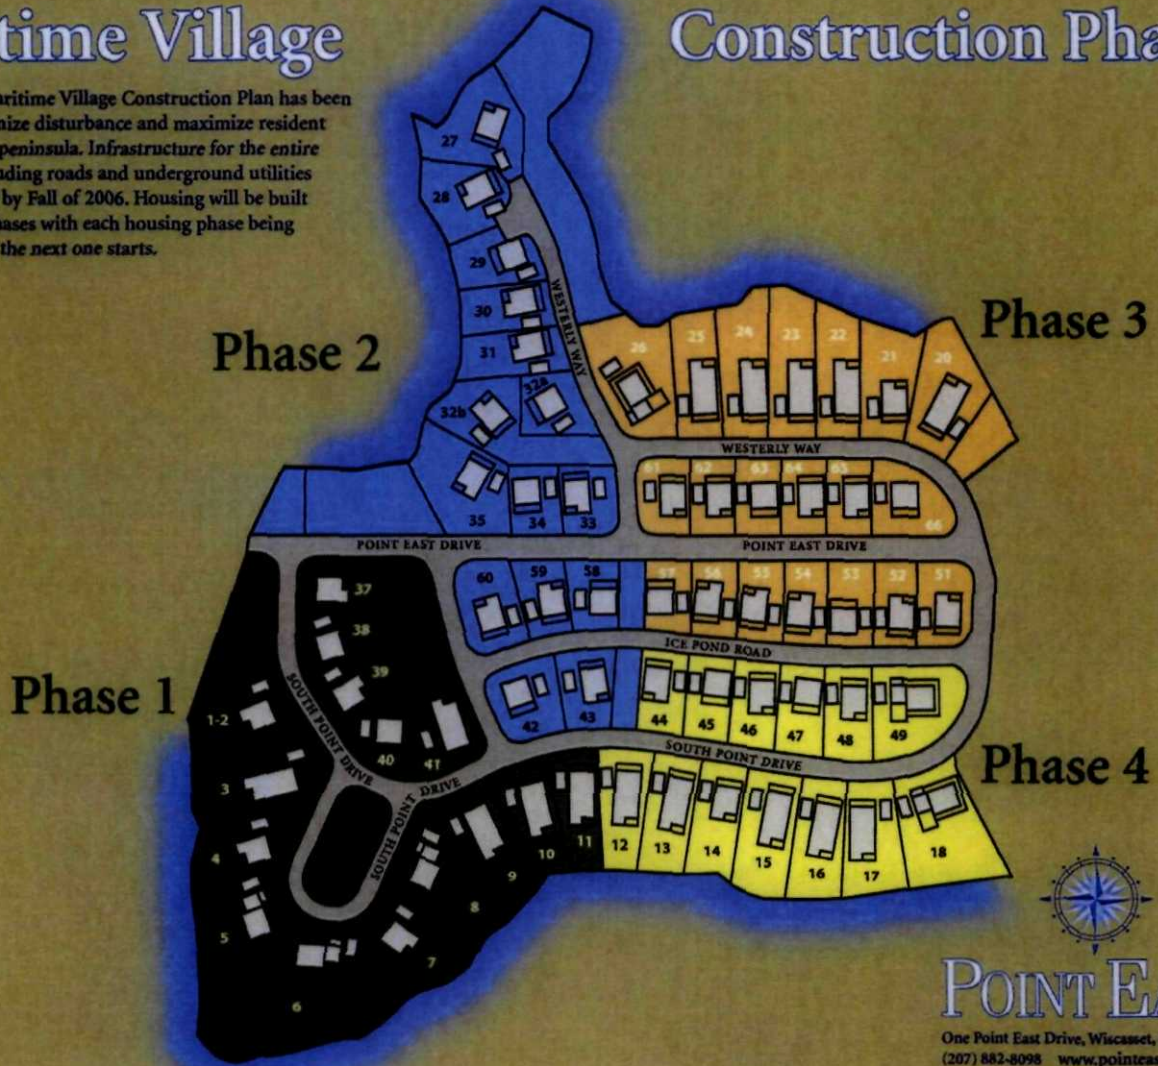 time Village
Construction Pha
aritime Village Construction Plan has been
nize disturbance and maximize resident
peninsula. Infrastructure for the entire
uding roads and underground utilities
by Fall of 2006. Housing will be built
hases with each housing phase being
the next one starts.
27
28
29
WESTERLY WAY
30
31
Phase 2
Phase 3
26
25
24
23
22
21
20
32a
32b
WESTERLY WAY
61
62
63
64
65
66
35
34
33
POINT EAST DRIVE
POINT EAST DRIVE
60
59
58
57
56
55
54
53
52
51
37
38
39
40
41
ICE POND ROAD
Phase 1
1-2
3
4
5
6
7
8
9
10
11
SOUTH POINT DRIVE
SOUTH POINT DRIVE
42
43
44
45
46
47
48
49
SOUTH POINT DRIVE
Phase 4
12
13
14
15
16
17
18
POINT EA
One Point East Drive, Wiscasset,
(207) 882-8098 www.pointeas